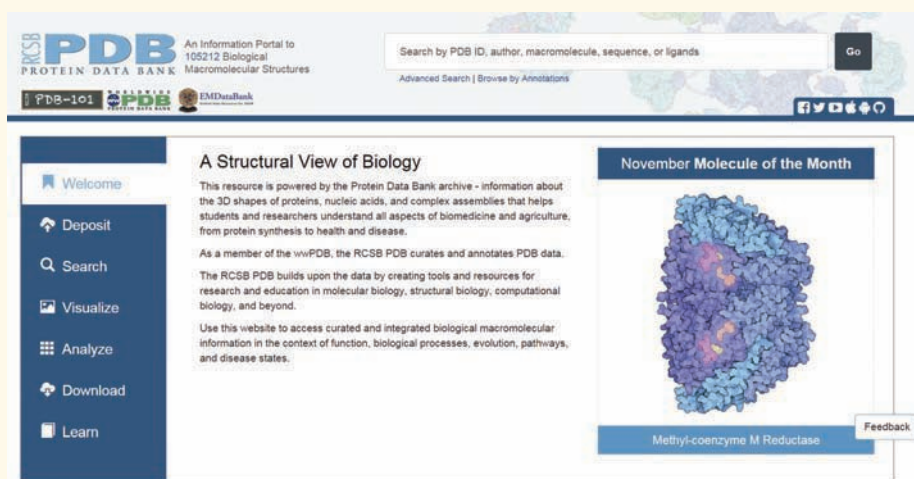 RCSB
PDB
PROTEIN DATA BANK
An Information Portal to
105212 Biological
Macromolecular Structures
Search by PDB ID, author, macromolecule, sequence, or ligands
Go
Advanced Search | Browse by Annotations
PDB-101
WORLDWIDE
PDB
PROTEIN DATA BANK
EMDataBank
Welcome
Deposit
Search
Visualize
Analyze
Download
Learn
A Structural View of Biology
This resource is powered by the Protein Data Bank archive - information about
the 3D shapes of proteins, nucleic acids, and complex assemblies that helps
students and researchers understand all aspects of biomedicine and agriculture,
from protein synthesis to health and disease.
As a member of the wwPDB, the RCSB PDB curates and annotates PDB data.
The RCSB PDB builds upon the data by creating tools and resources for
research and education in molecular biology, structural biology, computational
biology, and beyond.
Use this website to access curated and integrated biological macromolecular
information in the context of function, biological processes, evolution, pathways,
and disease states.
November Molecule of the Month
Methyl-coenzyme M Reductase
Feedback